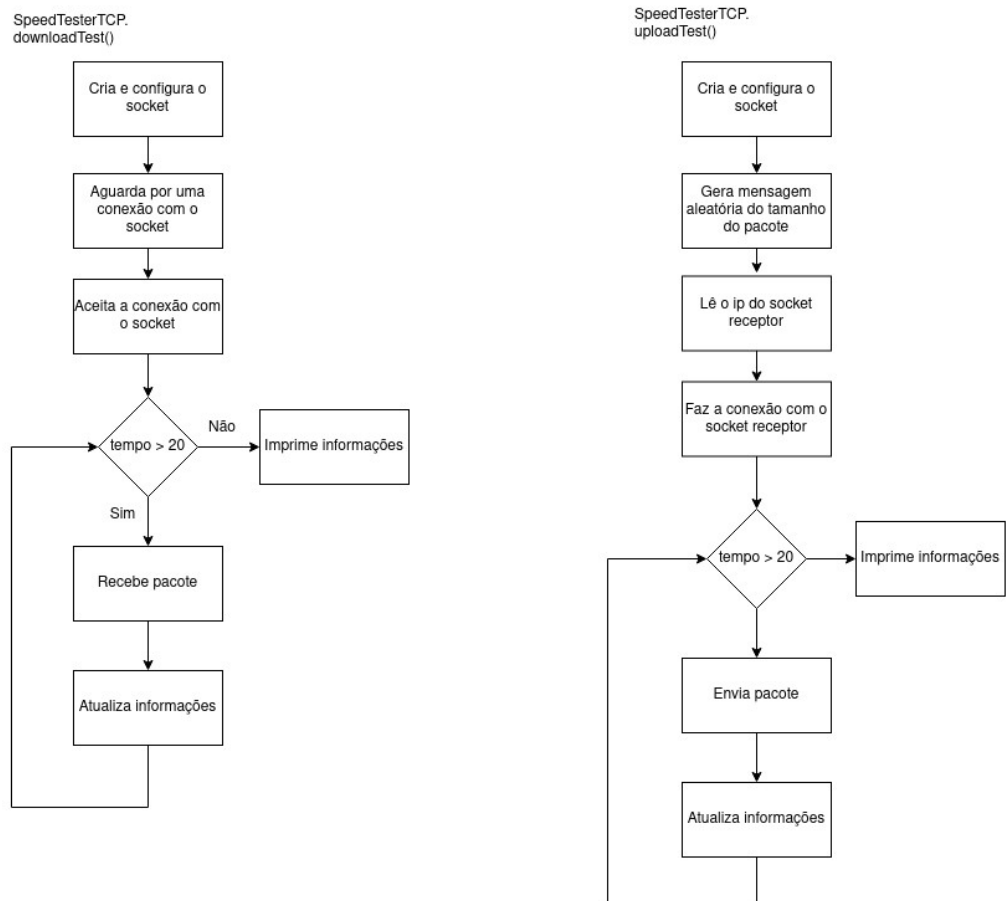 SpeedTesterTCP.
downloadTest()
Cria e configura o
socket
Aguarda por uma
conexão com o
socket
Aceita a conexão com
o socket
tempo > 20
Não
Imprime informações
Sim
Recebe pacote
Atualiza informações
SpeedTesterTCP.
uploadTest()
Cria e configura o
socket
Gera mensagem
aleatória do tamanho
do pacote
Lê o ip do socket
receptor
Faz a conexão com o
socket receptor
tempo > 20
Imprime informações
Envia pacote
Atualiza informações